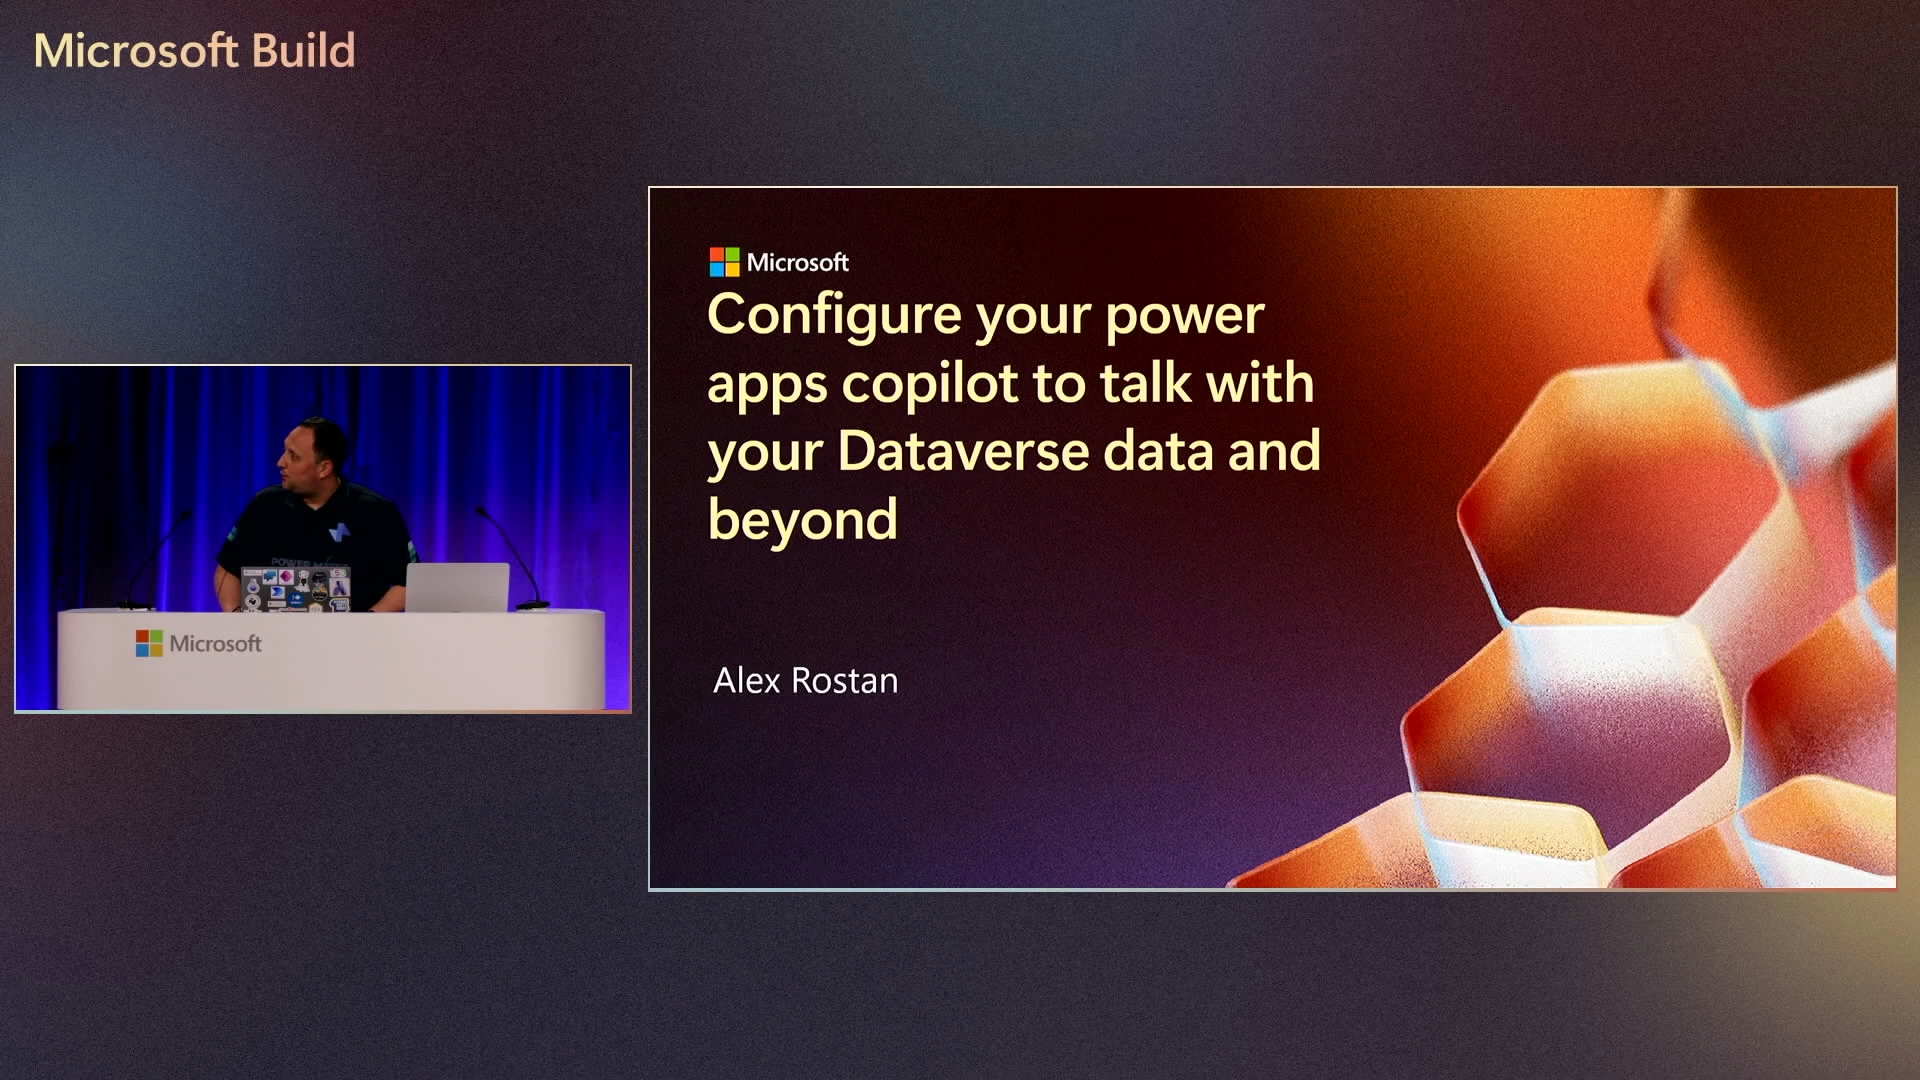 Microsoft Build
Microsoft
Configure your power
apps copilot to talk with
your Dataverse data and
beyond
Alex Rostan
Microsoft